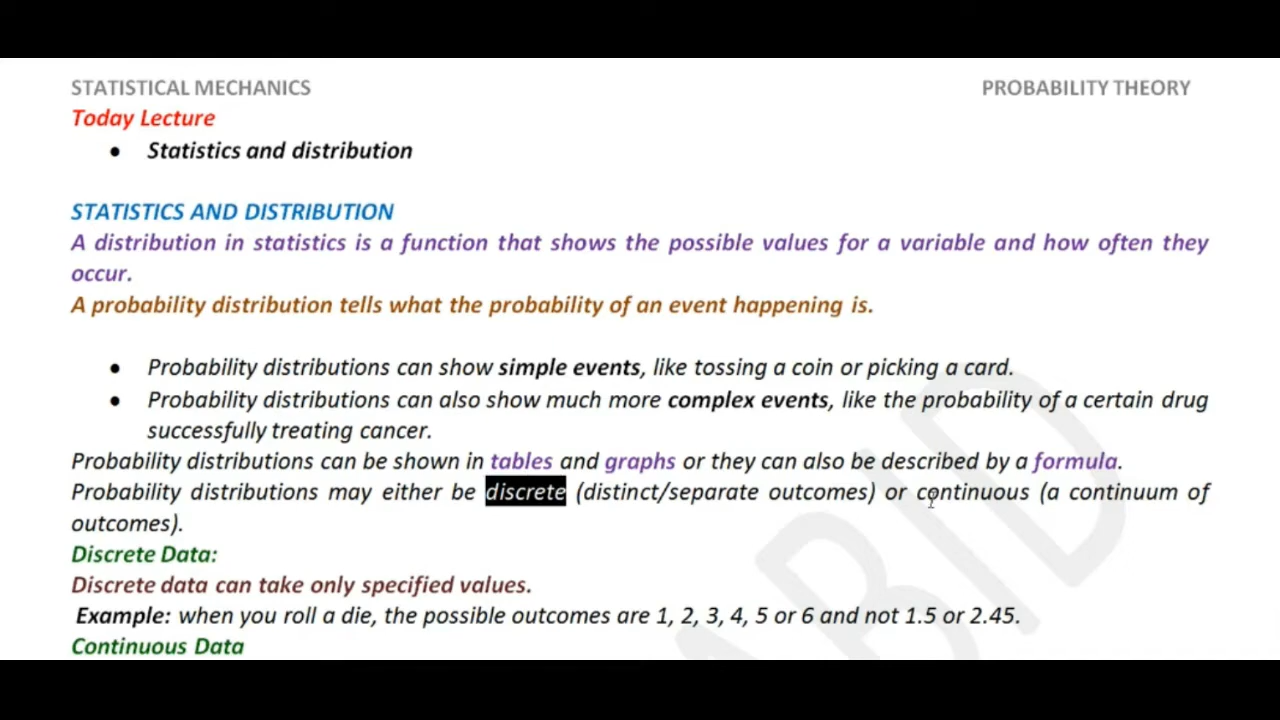 STATISTICAL MECHANICS PROBABILITY THEORY
Today Lecture
• Statistics and distribution
STATISTICS AND DISTRIBUTION
A distribution in statistics is a function that shows the possible values for a variable and how often they
occur.
A probability distribution tells what the probability of an event happening is.
• Probability distributions can show simple events, like tossing a coin or picking a card.
• Probability distributions can also show much more complex events, like the probability of a certain drug
successfully treating cancer.
Probability distributions can be shown in tables and graphs or they can also be described by a formula.
Probability distributions may either be discrete (distinct/separate outcomes) or continuous (a continuum of
outcomes).
Discrete Data:
Discrete data can take only specified values.
Example: when you roll a die, the possible outcomes are 1, 2, 3, 4, 5 or 6 and not 1.5 or 2.45.
Continuous Data
ABID